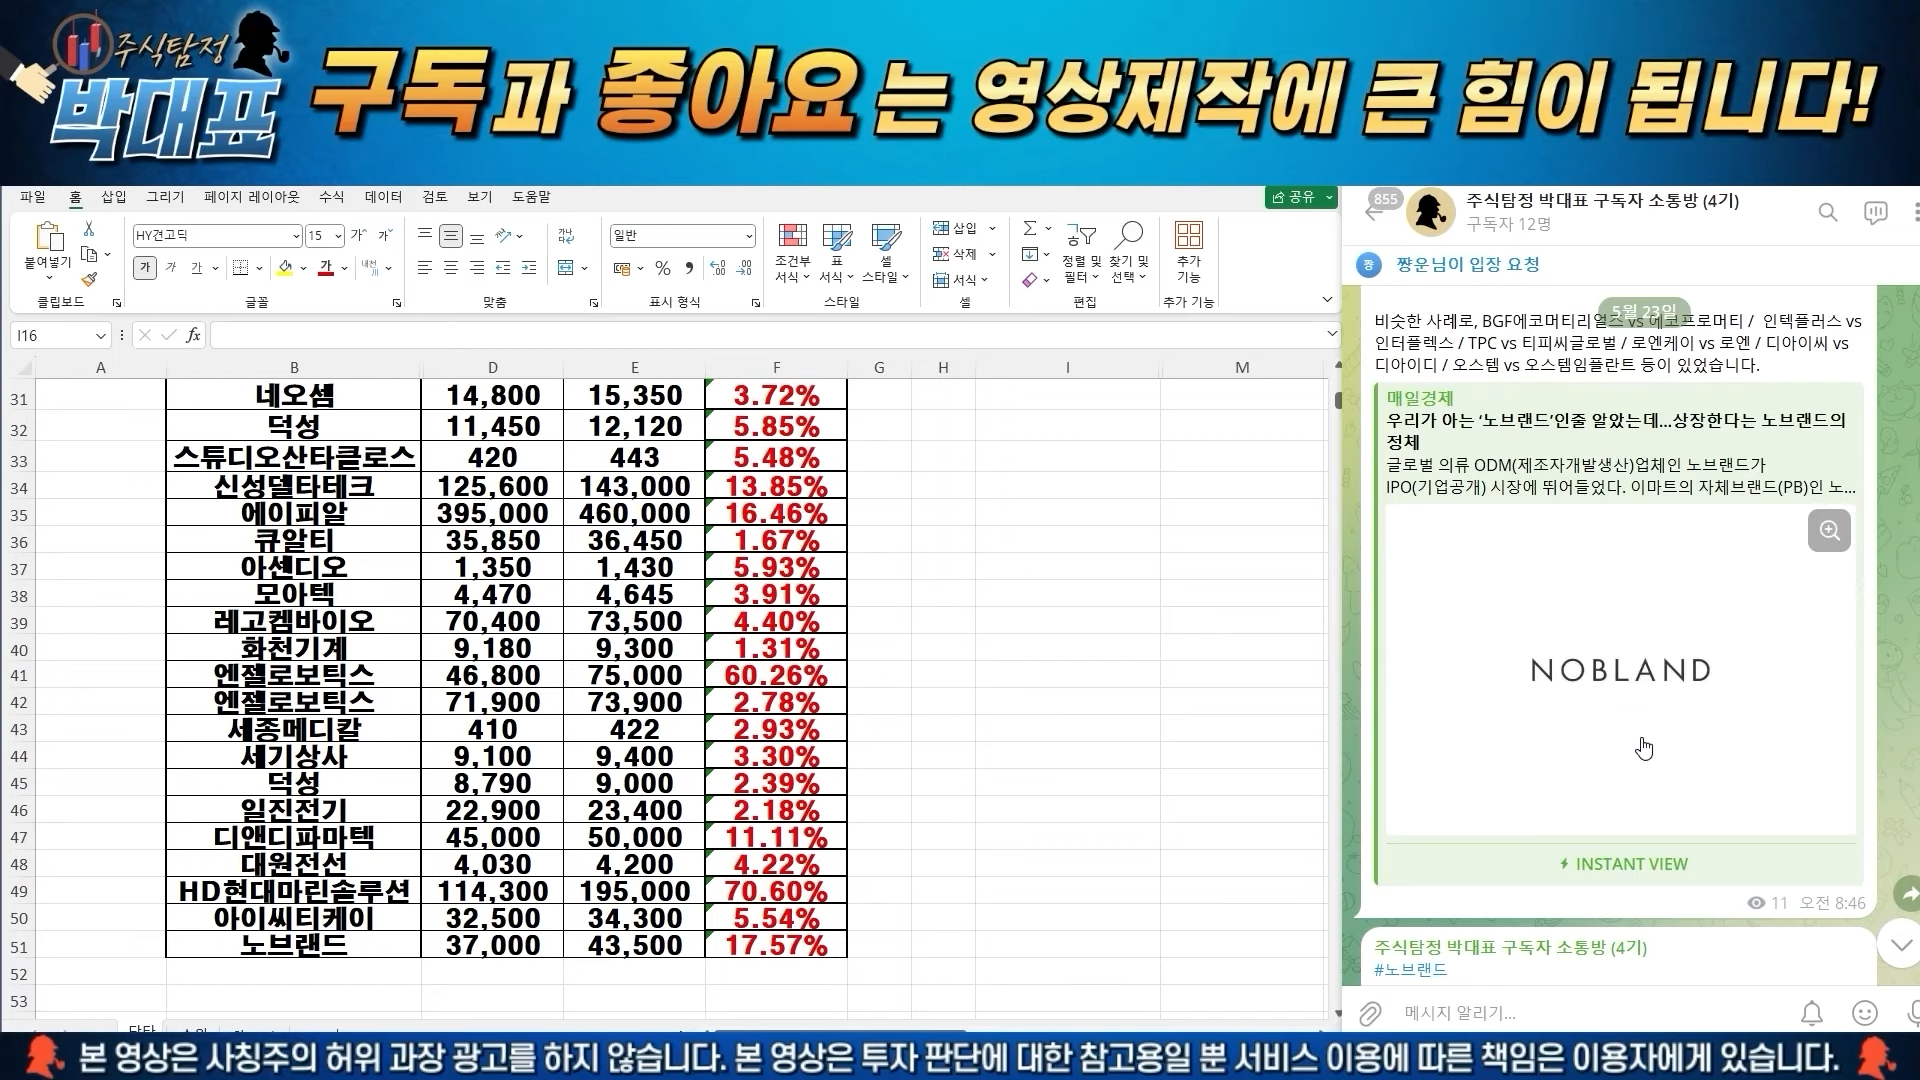 주식탐정
박대표
구독과 좋아요는 영상제작에 큰 힘이 됩니다!
파일 홈 삽입 그리기 페이지 레이아웃 수식 데이터 검토 보기 도움말 공유
붙여넣기
클립보드
HY견고딕 15 가 가
가 가 가 가 내천
글꼴
가나다
맞춤
일반
% ,
표시 형식
조건부 서식
표 서식
셀 스타일
스타일
삽입
삭제
서식
셀
정렬 및 필터
찾기 및 선택
편집
추가 기능
추가 기능
I16 fx
A B D E F G H I M
31 네오셈 14,800 15,350 3.72%
32 덕성 11,450 12,120 5.85%
33 스튜디오산타클로스 420 443 5.48%
34 신성델타테크 125,600 143,000 13.85%
35 에이피알 395,000 460,000 16.46%
36 큐알티 35,850 36,450 1.67%
37 아센디오 1,350 1,430 5.93%
38 모아텍 4,470 4,645 3.91%
39 레고켐바이오 70,400 73,500 4.40%
40 화천기계 9,180 9,300 1.31%
41 엔젤로보틱스 46,800 75,000 60.26%
42 엔젤로보틱스 71,900 73,900 2.78%
43 세종메디칼 410 422 2.93%
44 세기상사 9,100 9,400 3.30%
45 덕성 8,790 9,000 2.39%
46 일진전기 22,900 23,400 2.18%
47 디앤디파마텍 45,000 50,000 11.11%
48 대원전선 4,030 4,200 4.22%
49 HD현대마린솔루션 114,300 195,000 70.60%
50 아이씨티케이 32,500 34,300 5.54%
51 노브랜드 37,000 43,500 17.57%
52
53
855
주식탐정 박대표 구독자 소통방 (4기)
구독자 12명
짱 짱운님이 입장 요청
5월 23일
비슷한 사례로, BGF에코머티리얼즈 vs 에코프로머티 / 인텍플러스 vs
인터플렉스 / TPC vs 티피씨글로벌 / 로엔케이 vs 로엔 / 디아이씨 vs
디아이디 / 오스템 vs 오스템임플란트 등이 있었습니다.
매일경제
우리가 아는 ‘노브랜드’인줄 알았는데...상장한다는 노브랜드의
정체
글로벌 의류 ODM(제조자개발생산)업체인 노브랜드가
IPO(기업공개) 시장에 뛰어들었다. 이마트의 자체브랜드(PB)인 노...
NOBLAND
INSTANT VIEW
11 오전 8:46
주식탐정 박대표 구독자 소통방 (4기)
#노브랜드
메시지 알리기...
본 영상은 사칭주의 허위 과장 광고를 하지 않습니다. 본 영상은 투자 판단에 대한 참고용일 뿐 서비스 이용에 따른 책임은 이용자에게 있습니다.